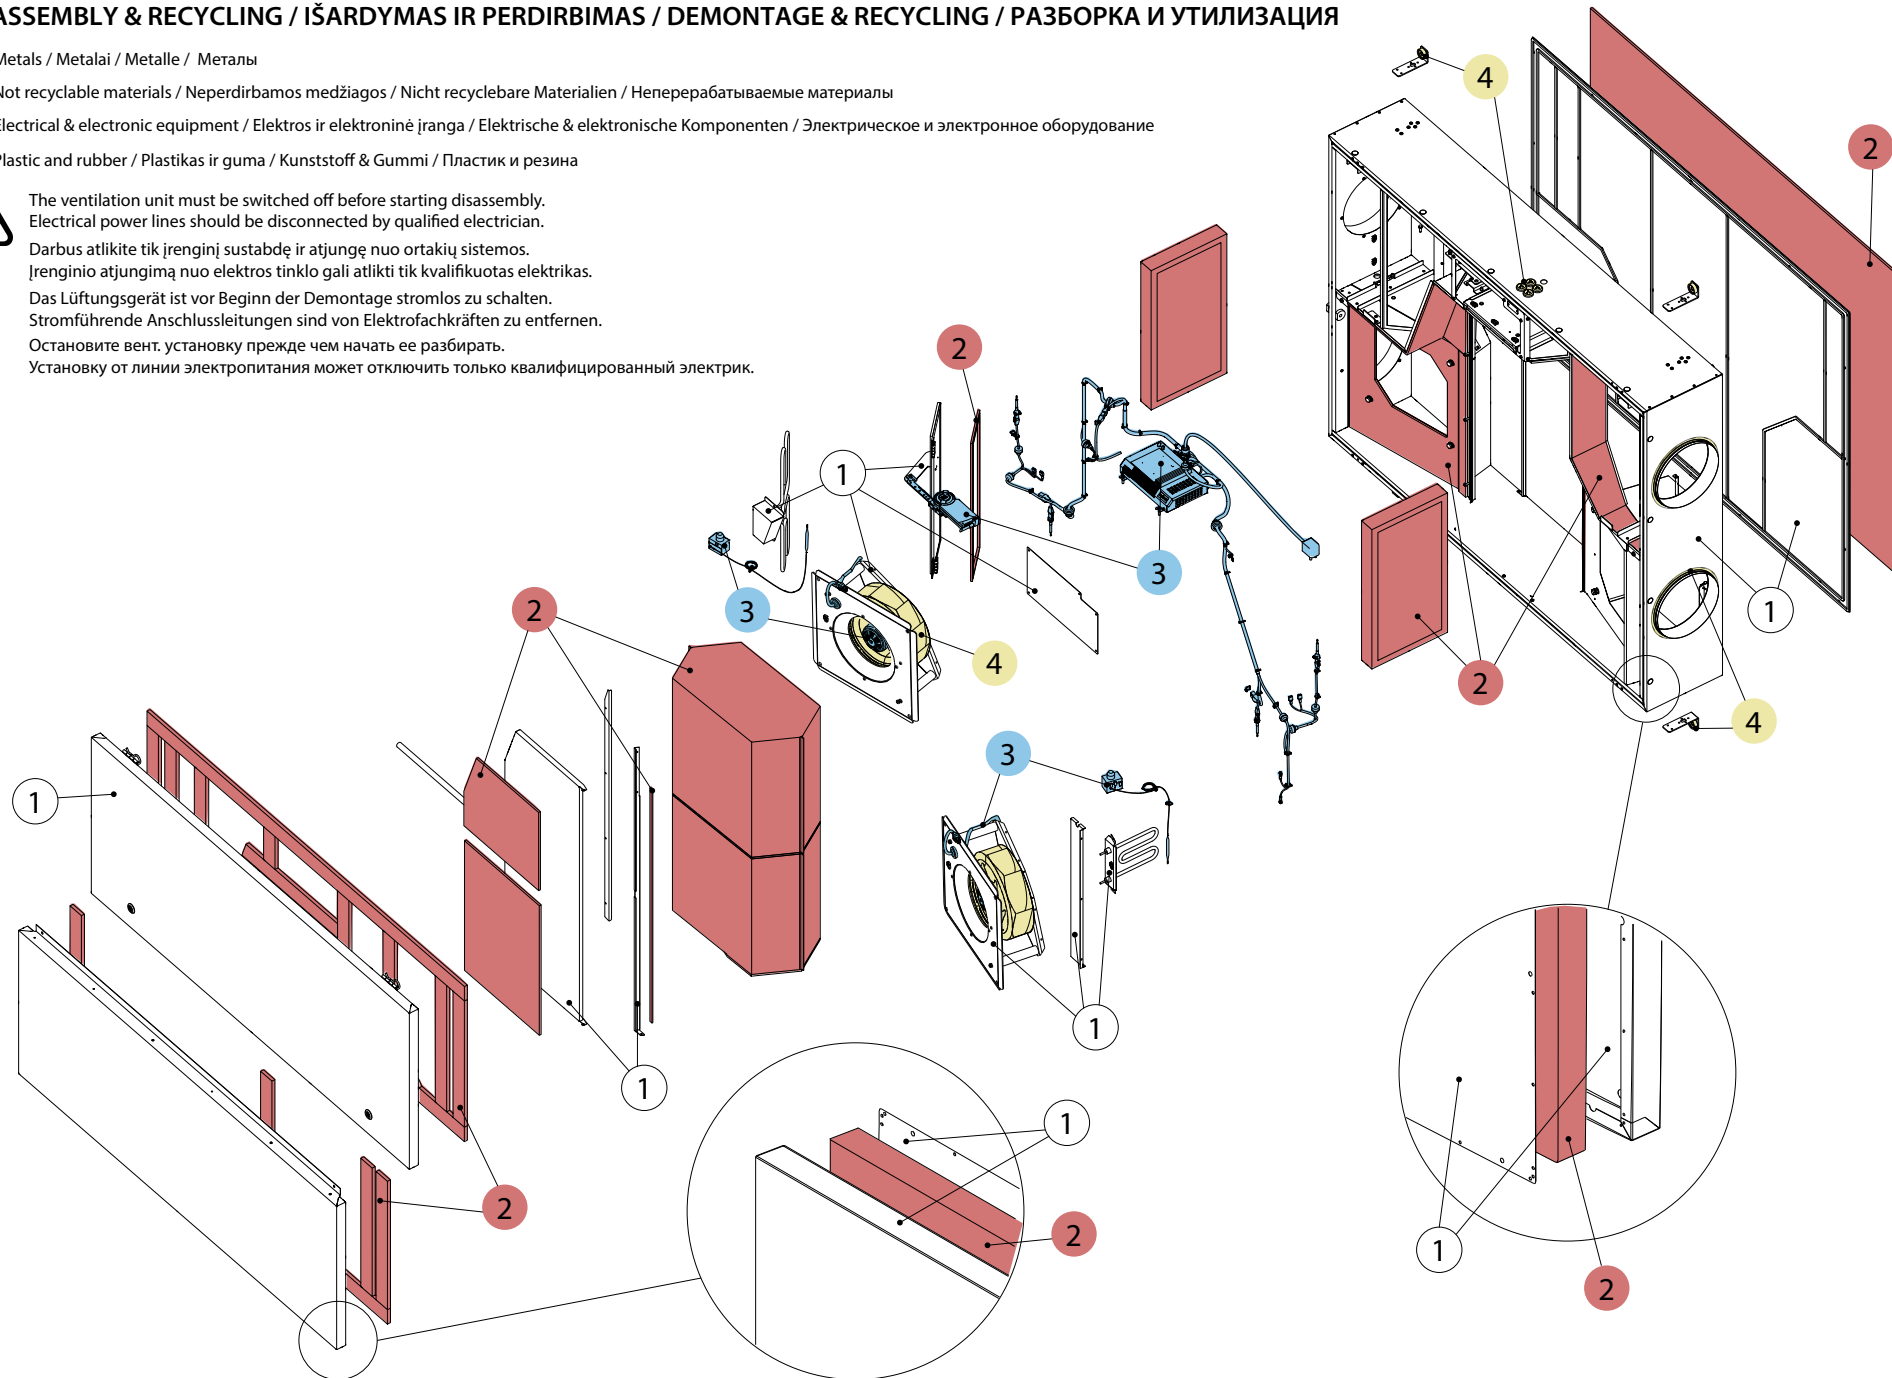 ASSEMBLY & RECYCLING / IŠARDYMAS IR PERDIRBIMAS / DEMONTAGE & RECYCLING / РАЗБОРКА И УТИЛИЗАЦИЯ
Metals / Metalai / Metalle / Металы
Not recyclable materials / Neperdirbamos medžiagos / Nicht recyclebare Materialien / Неперерабатываемые материалы
Electrical & electronic equipment / Elektros ir elektroninė įranga / Elektrische & elektronische Komponenten / Электрическое и электронное оборудование
Plastic and rubber / Plastikas ir guma / Kunststoff & Gummi / Пластик и резина
The ventilation unit must be switched off before starting disassembly.
Electrical power lines should be disconnected by qualified electrician.
Darbus atlikite tik įrenginį sustabdę ir atjungę nuo ortakių sistemos.
Įrenginio atjungimą nuo elektros tinklo gali atlikti tik kvalifikuotas elektrikas.
Das Lüftungsgerät ist vor Beginn der Demontage stromlos zu schalten.
Stromführende Anschlussleitungen sind von Elektrofachkräften zu entfernen.
Остановите вент. установку прежде чем начать ее разбирать.
Установку от линии электропитания может отключить только квалифицированный электрик.
4
2
2
1
3
3
1
2
4
2
4
3
1
1
1
1
2
2
1
2